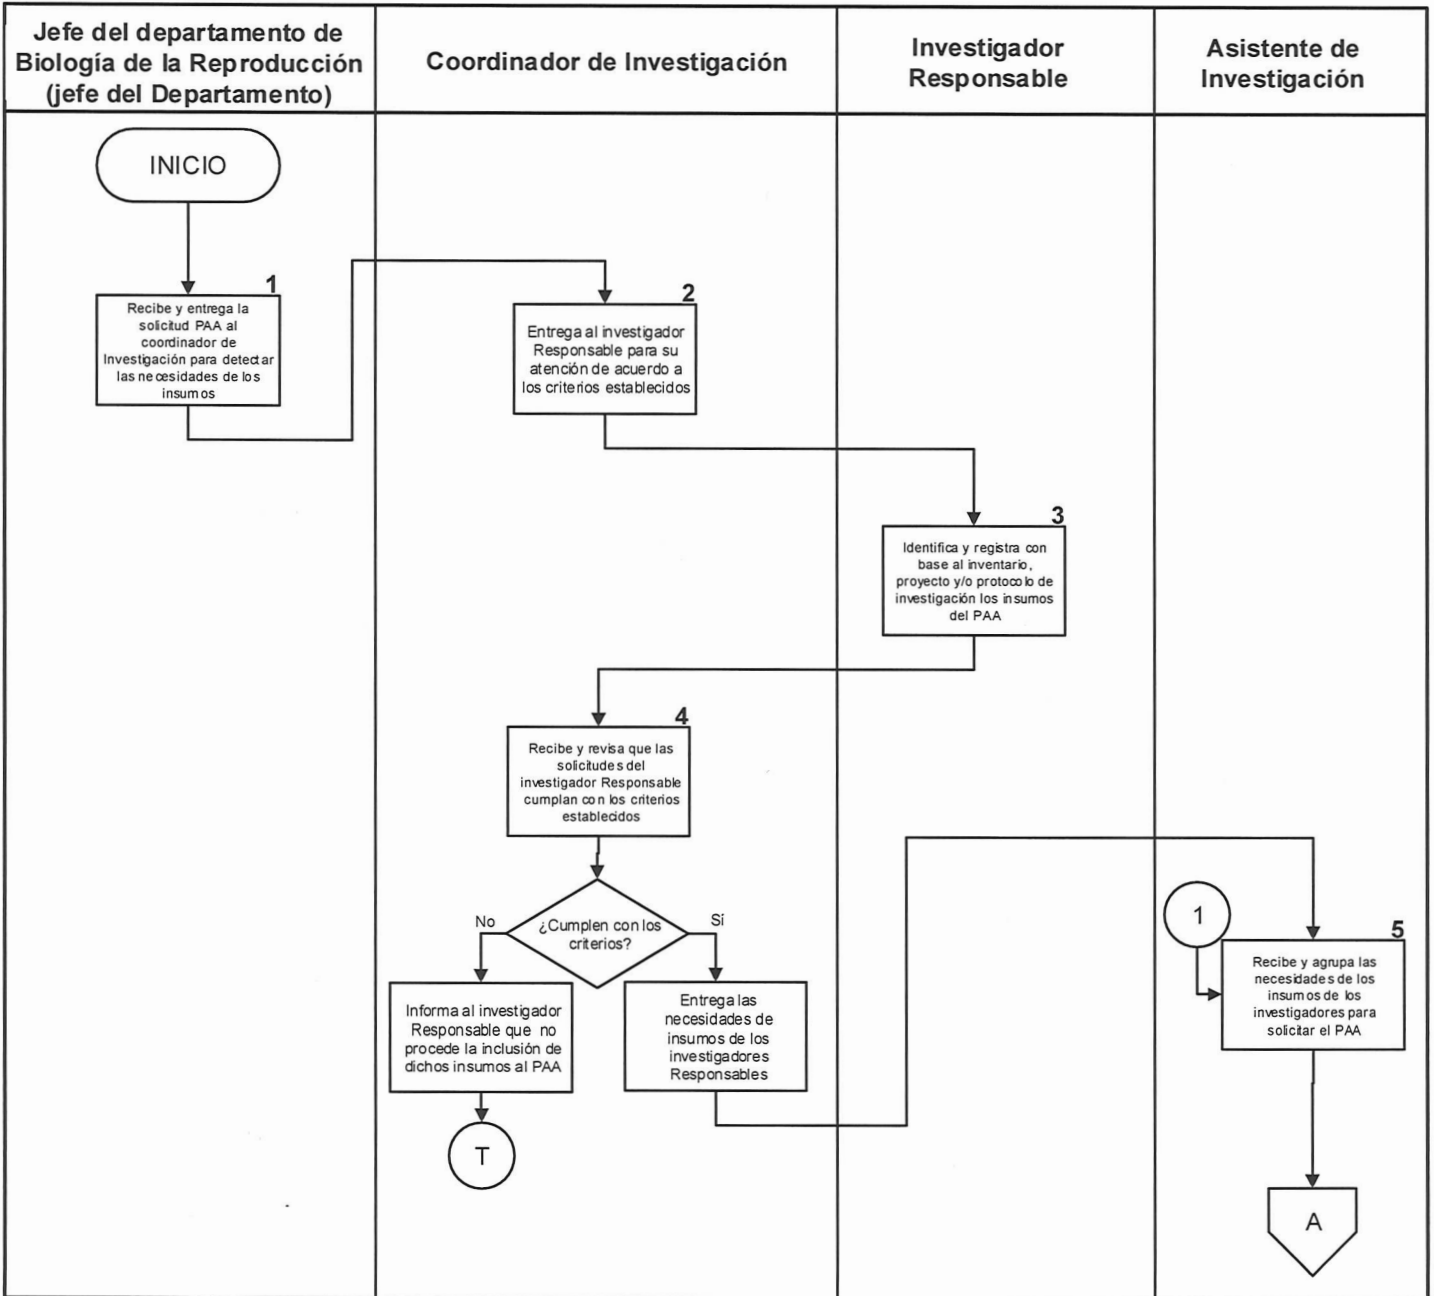 Jefe del departamento de
Biología de la Reproducción
(jefe del Departamento)
Coordinador de Investigación
Investigador
Responsable
Asistente de
Investigación
INICIO
1
Recibe y entrega la
solicitud PAA al
coordinador de
Investigación para detectar
las necesidades de los
insumos
2
Entrega al investigador
Responsable para su
atención de acuerdo a
los criterios establecidos
3
Identifica y registra con
base al inventario,
proyecto y/o protocolo de
investigación los insumos
del PAA
4
Recibe y revisa que las
solicitudes del
investigador Responsable
cumplan con los criterios
establecidos
¿Cumplen con los
criterios?
No
Sí
Informa al investigador
Responsable que no
procede la inclusión de
dichos insumos al PAA
T
Entrega las
necesidades de
insumos de los
investigadores
Responsables
1
5
Recibe y agrupa las
necesidades de los
insumos de los
investigadores para
solicitar el PAA
A